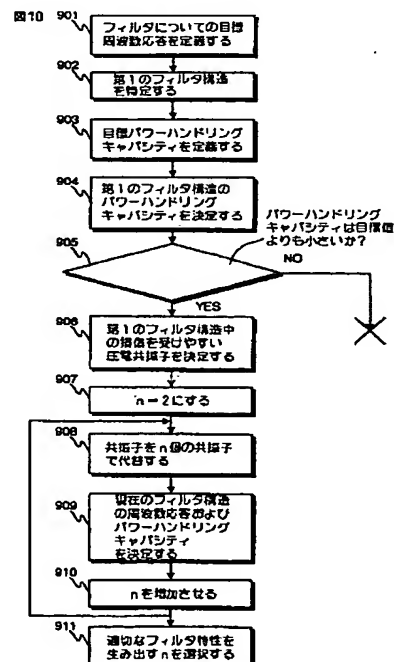 図10
901
フィルタについての目標
周波数応答を定義する
902
第1のフィルタ構造
を特定する
903
目標パワーハンドリング
キャパシティを定義する
904
第1のフィルタ構造の
パワーハンドリング
キャパシティを決定する
パワーハンドリング
キャパシティは目標値
よりも小さいか?
905
NO
YES
906
第1のフィルタ構造中
の損傷を受けやすい
圧電共振子を決定する
907
n=2にする
908
共振子をn個の共振子
で代替する
909
現在のフィルタ構造
の周波数応答および
パワーハンドリング
キャパシティ
を決定する
910
nを増加させる
911
適切なフィルタ特性を
生み出すnを選択する